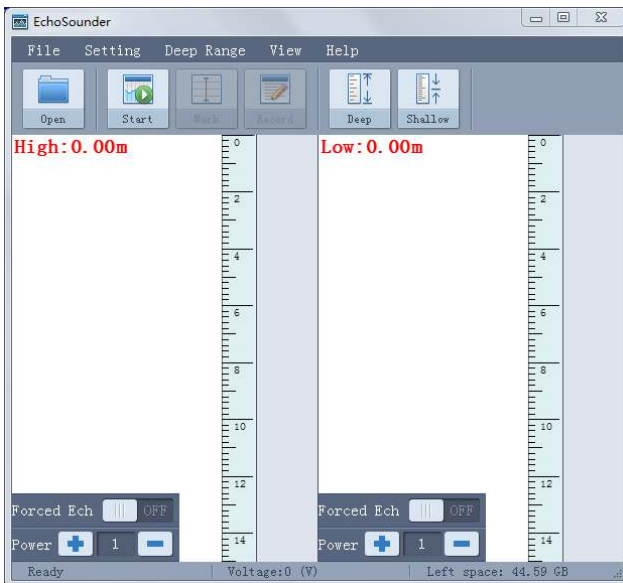 EchoSounder
File Setting Deep Range View Help
Open Start Mark Record Deep Shallow
High:0.00m Low:0.00m
0 0
2 2
4 4
6 6
8 8
10 10
12 12
Forced Ech OFF Forced Ech OFF
Power 1 Power 1
14 14
Ready Voltage:0 (V) Left space: 44.59 GB